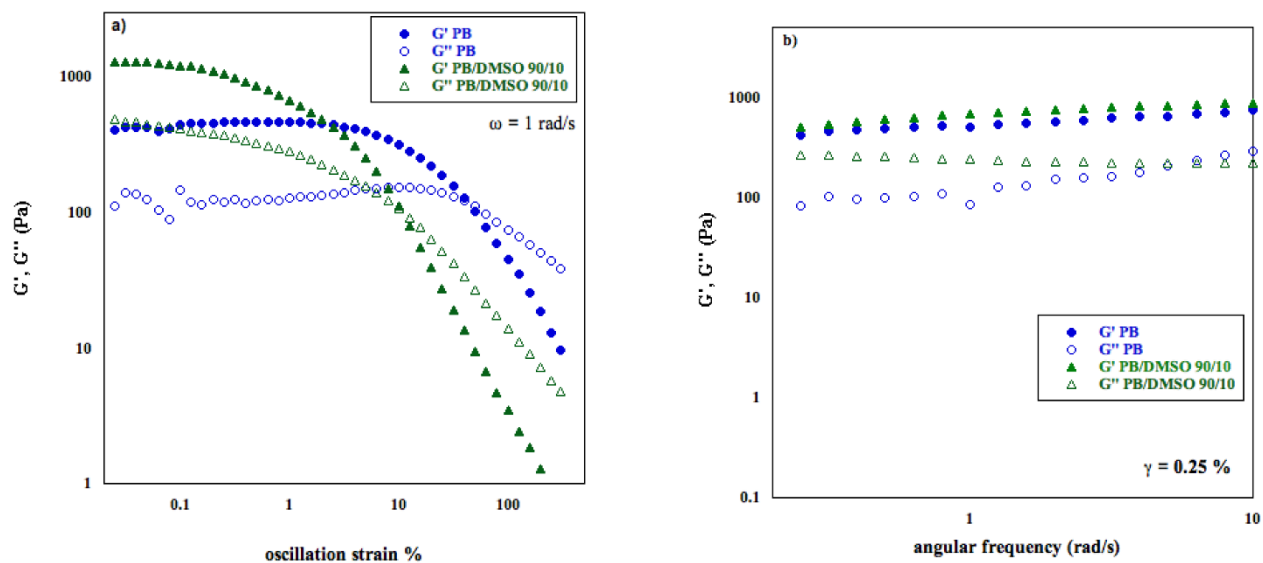 a)
G' PB
G'' PB
G' PB/DMSO 90/10
G'' PB/DMSO 90/10
ω = 1 rad/s
1000
100
10
1
0.1
1
10
100
G', G'' (Pa)
oscillation strain %
b)
1000
100
10
1
0.1
1
10
G', G'' (Pa)
G' PB
G'' PB
G' PB/DMSO 90/10
G'' PB/DMSO 90/10
γ = 0.25 %
angular frequency (rad/s)